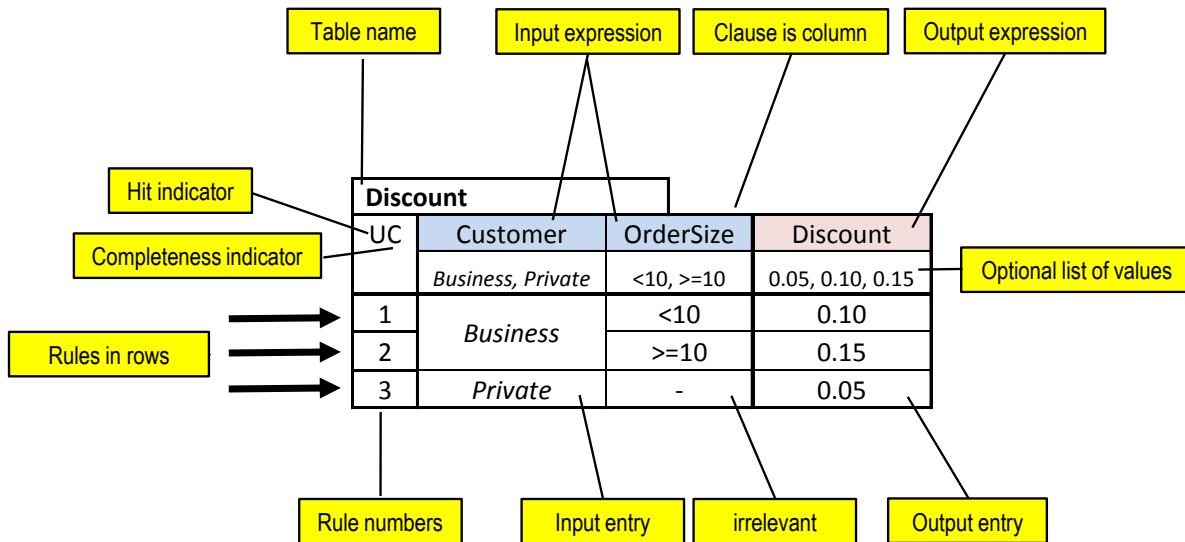 Table name
Input expression
Clause is column
Output expression
Hit indicator
Discount
UC Customer OrderSize Discount
Completeness indicator
Business, Private <10, >=10 0.05, 0.10, 0.15 Optional list of values
1 <10 0.10
Business
Rules in rows
2 >=10 0.15
3 Private - 0.05
Rule numbers
Input entry
irrelevant
Output entry